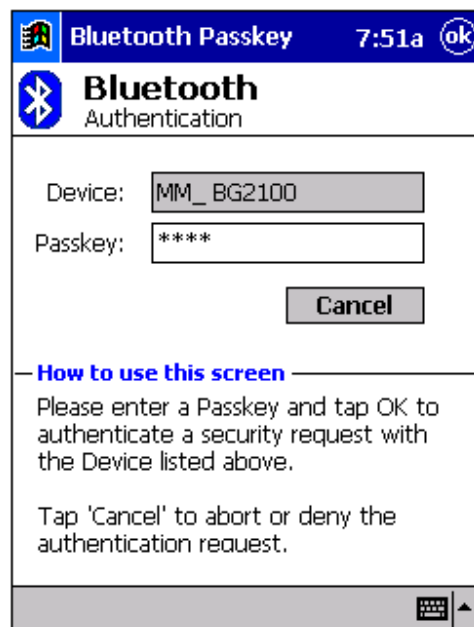 Bluetooth Passkey 7:51a ok
Bluetooth
Authentication
Device: MM_ BG2100
Passkey: ****
Cancel
How to use this screen
Please enter a Passkey and tap OK to
authenticate a security request with
the Device listed above.
Tap 'Cancel' to abort or deny the
authentication request.